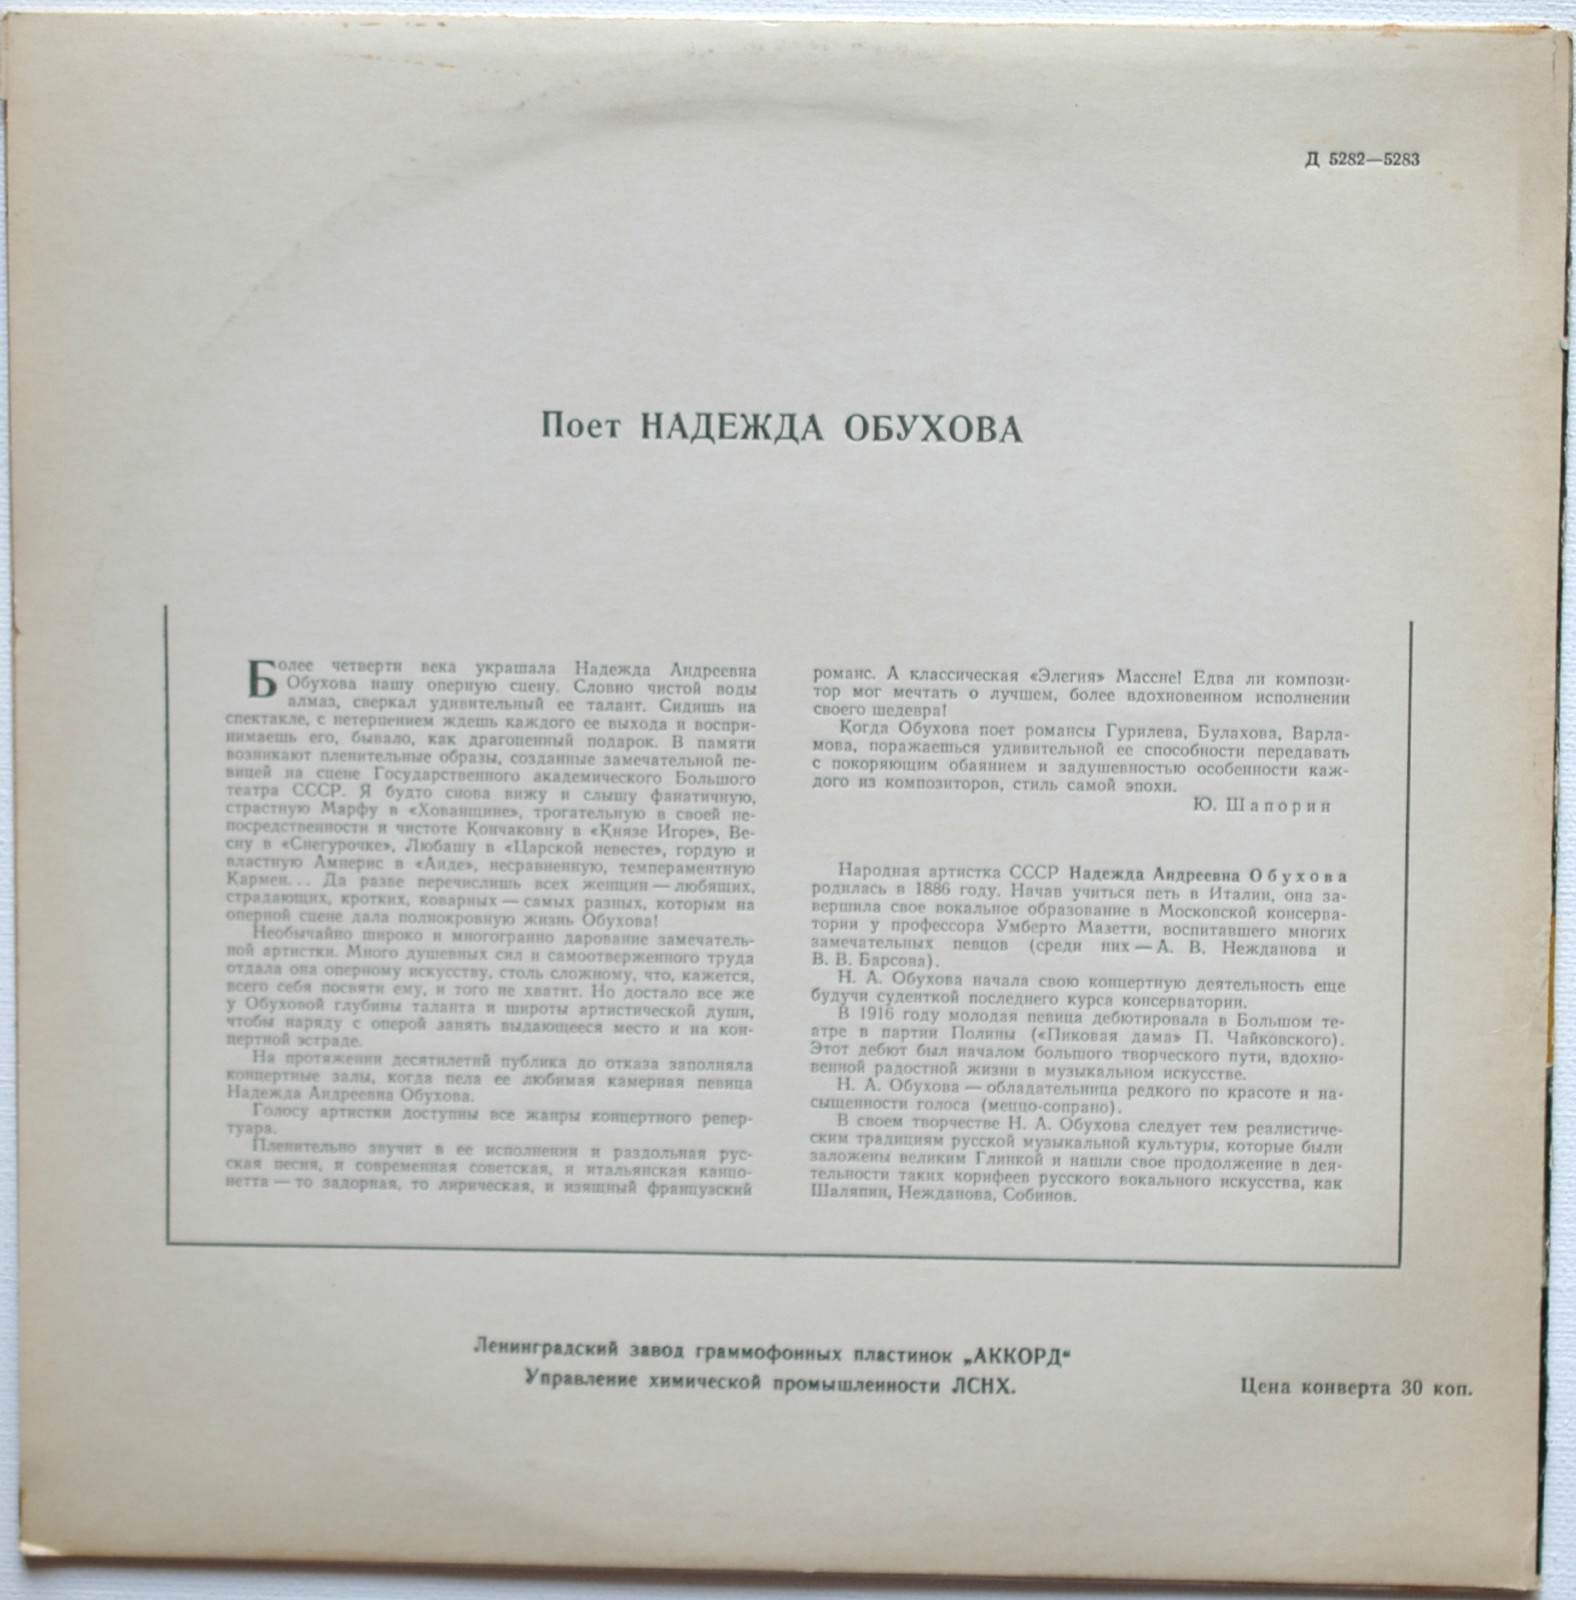 Д 5282—5283
Поет НАДЕЖДА ОБУХОВА
Более четверти века украшала Надежда Андреевна
Обухова нашу оперную сцену. Словно чистой воды
алмаз, сверкал удивительный ее талант. Сидишь на
спектакле, с нетерпением ждешь каждого ее выхода и воспри-
нимаешь его, бывало, как драгоценный подарок. В памяти
возникают пленительные образы, созданные замечательной пе-
вицей на сцене Государственного академического Большого
театра СССР. Я будто снова вижу и слышу фанатичную,
страстную Марфу в «Хованщине», трогательную в своей не-
посредственности и чистоте Кончаковну в «Князе Игоре», Ве-
сну в «Снегурочке», Любашу в «Царской невесте», гордую и
властную Амнерис в «Аиде», несравненную, темпераментную
Кармен... Да разве перечислишь всех женщин — любящих,
страдающих, кротких, коварных — самых разных, которым на
оперной сцене дала полнокровную жизнь Обухова!
Необычайно широко и многогранно дарование замечатель-
ной артистки. Много душевных сил и самоотверженного труда
отдала она оперному искусству, столь сложному, что, кажется,
всего себя посвяти ему, и того не хватит. Но достало все же
у Обуховой глубины таланта и широты артистической души,
чтобы наряду с оперой занять выдающееся место и на кон-
цертной эстраде.
На протяжении десятилетий публика до отказа заполняла
концертные залы, когда пела ее любимая камерная певица
Надежда Андреевна Обухова.
Голосу артистки доступны все жанры концертного репер-
туара.
Пленительно звучит в ее исполнении и раздольная рус-
ская песня, и современная советская, и итальянская канцо-
нетта — то задорная, то лирическая, и изящный французский
романс. А классическая «Элегия» Массне! Едва ли компози-
тор мог мечтать о лучшем, более вдохновенном исполнении
своего шедевра!
Когда Обухова поет романсы Гурилева, Булахова, Варла-
мова, поражаешься удивительной ее способности передавать
с покоряющим обаянием и задушевностью особенности каж-
дого из композиторов, стиль самой эпохи.
Ю. Шапорин
Народная артистка СССР Надежда Андреевна Обухова
родилась в 1886 году. Начав учиться петь в Италии, она за-
вершила свое вокальное образование в Московской консерва-
тории у профессора Умберто Мазетти, воспитавшего многих
замечательных певцов (среди них — А. В. Нежданова и
В. В. Барсова).
Н. А. Обухова начала свою концертную деятельность еще
будучи суденткой последнего курса консерватории.
В 1916 году молодая певица дебютировала в Большом те-
атре в партии Полины («Пиковая дама» П. Чайковского).
Этот дебют был началом большого творческого пути, вдохно-
венной радостной жизни в музыкальном искусстве.
Н. А. Обухова — обладательница редкого по красоте и на-
сыщенности голоса (меццо-сопрано).
В своем творчестве Н. А. Обухова следует тем реалистиче-
ским традициям русской музыкальной культуры, которые были
заложены великим Глинкой и нашли свое продолжение в дея-
тельности таких корифеев русского вокального искусства, как
Шаляпин, Нежданова, Собинов.
Ленинградский завод граммофонных пластинок „АККОРД“
Управление химической промышленности ЛСНХ.
Цена конверта 30 коп.